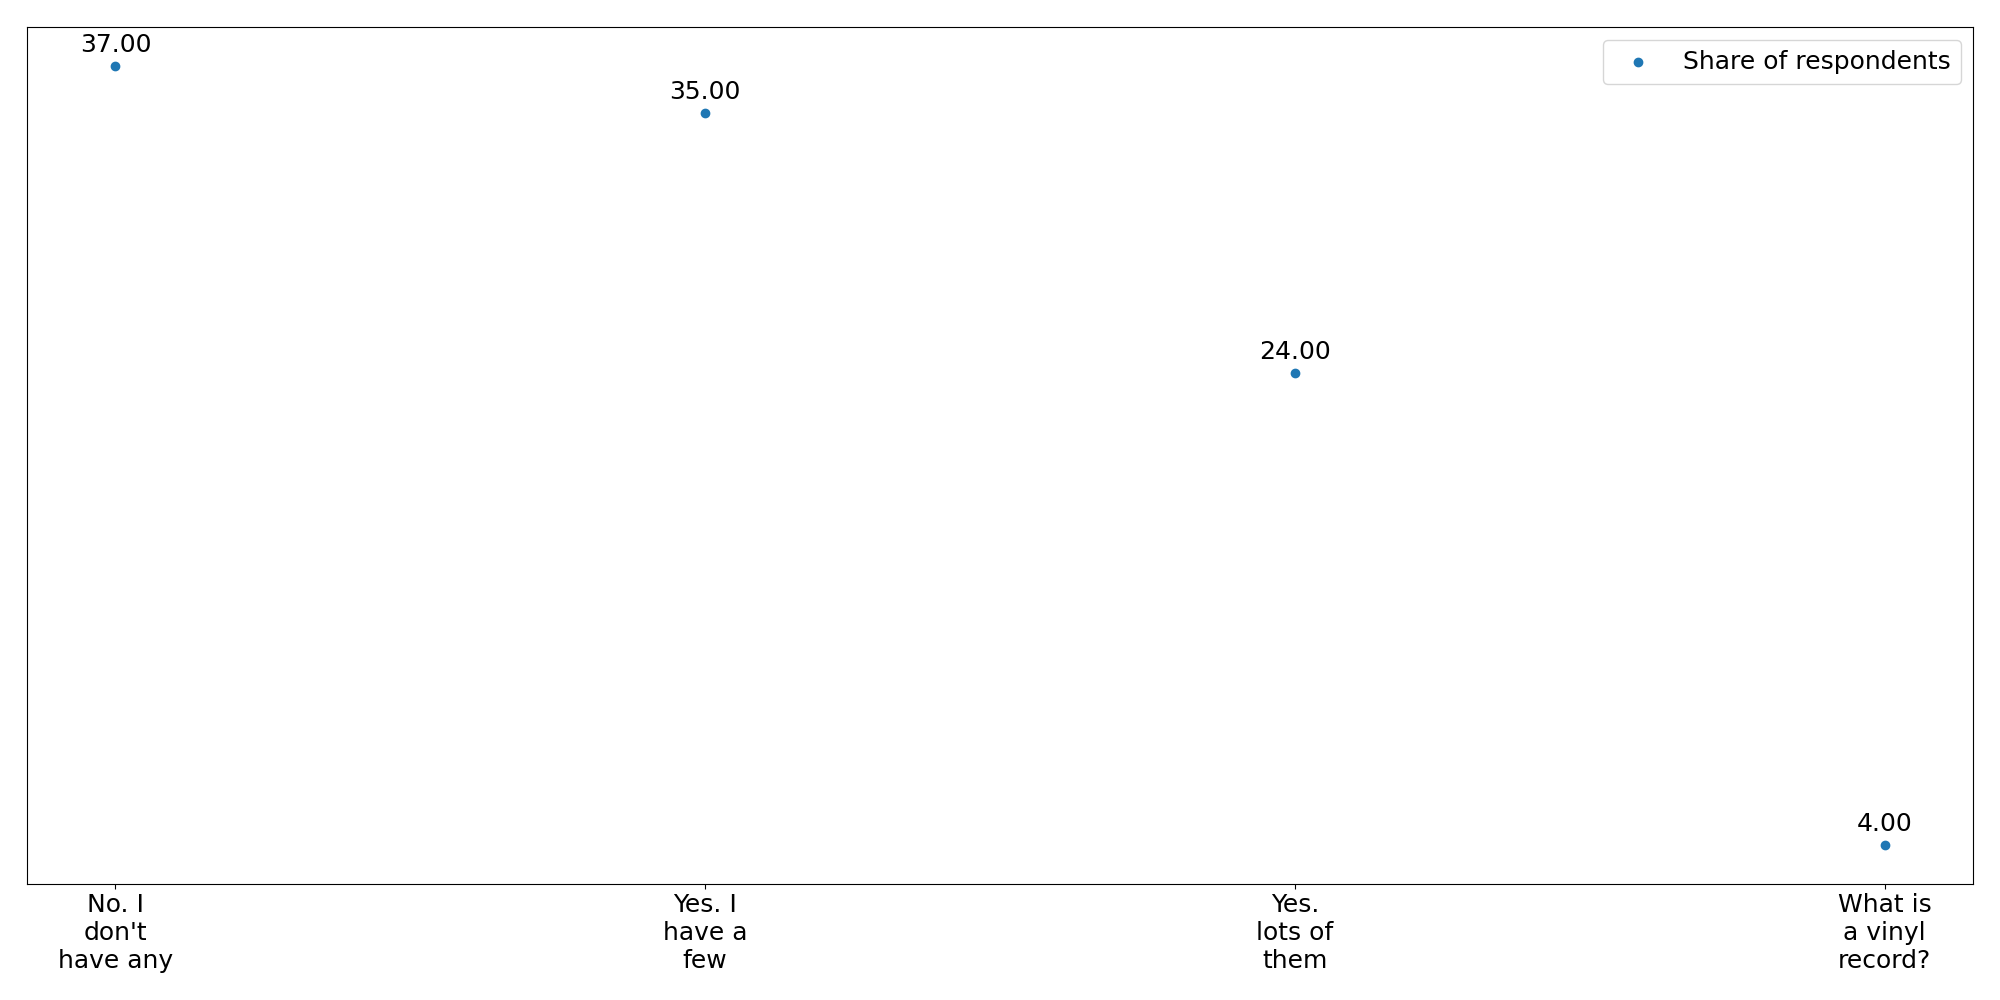 37.00
35.00
24.00
4.00
Share of respondents
No. I
don't
have any
Yes. I
have a
few
Yes.
lots of
them
What is
a vinyl
record?